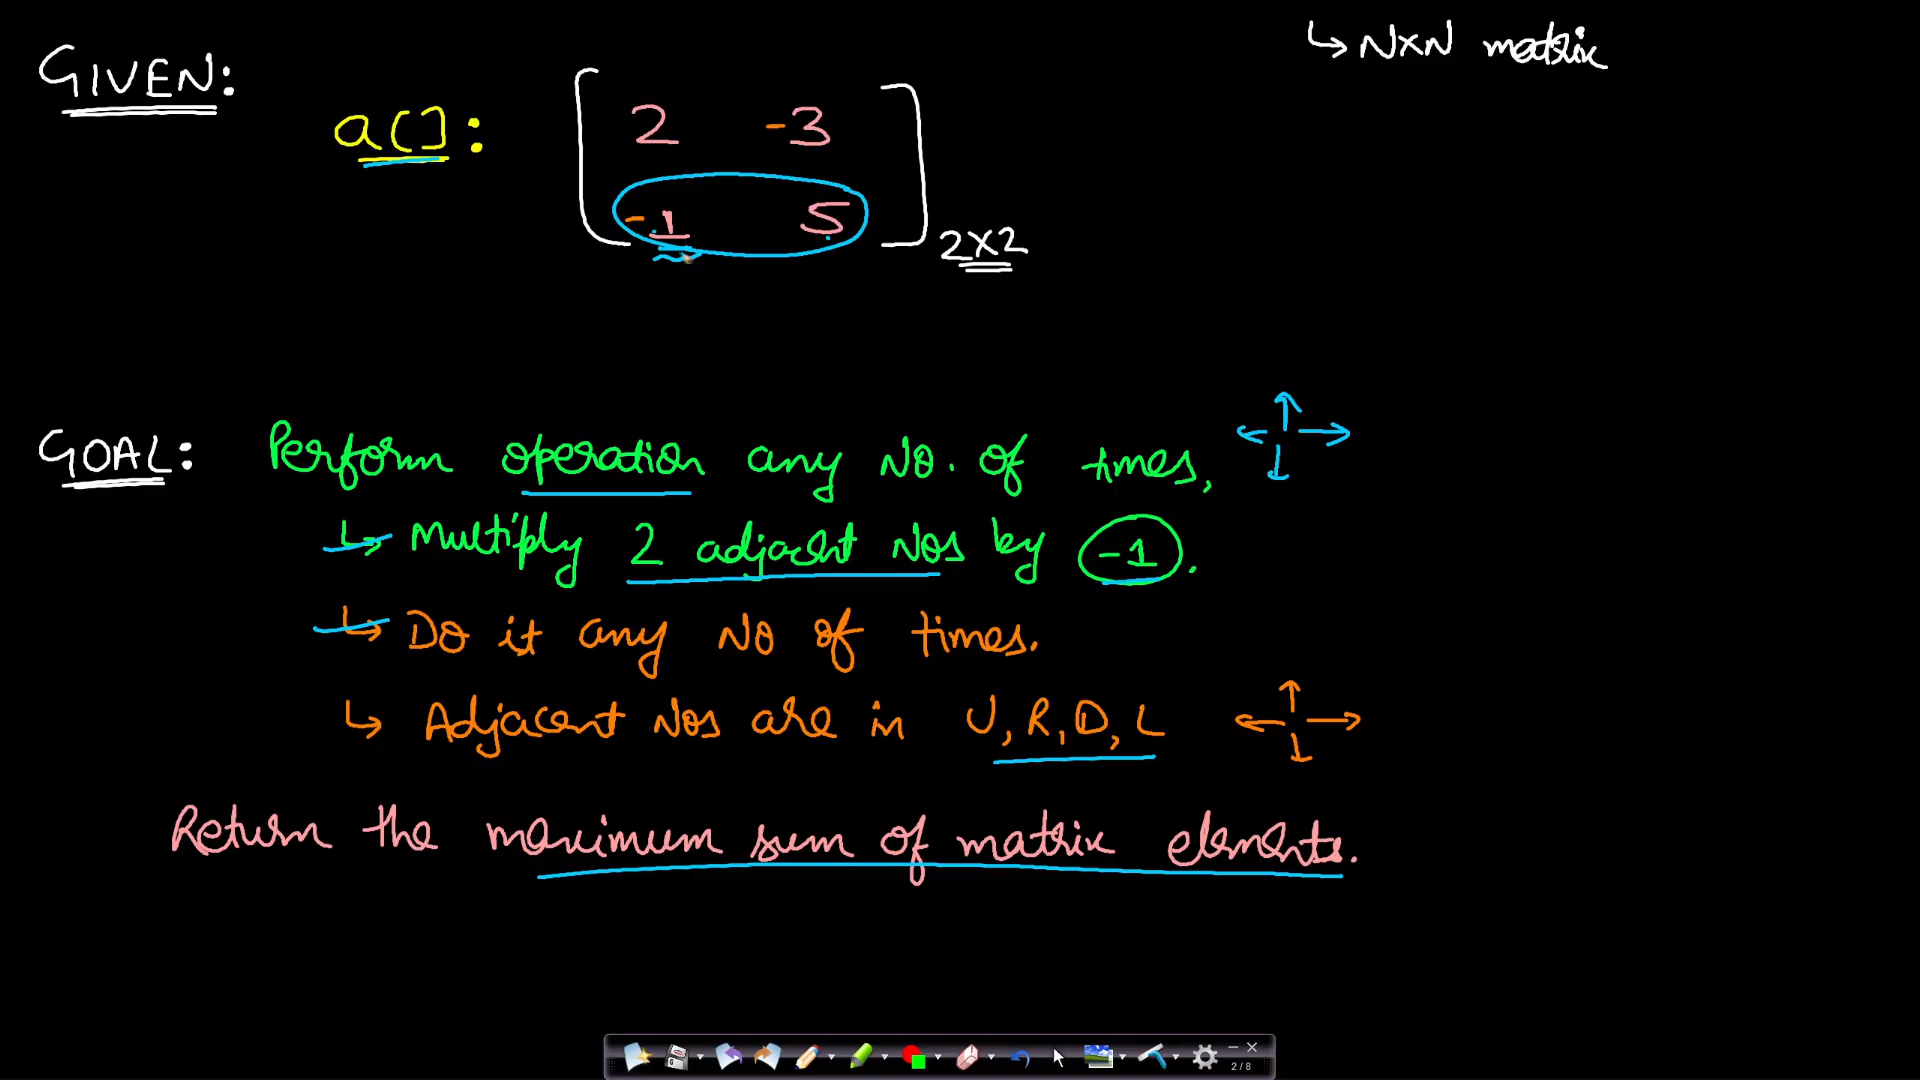 ↳ NXN matrix
GIVEN:
a[]:
2 -3
-1 5
2X2
GOAL: Perform operation any No. of times,
↳ Multiply 2 adjacent Nos by -1.
↳ Do it any No of times.
↳ Adjacent Nos are in U, R, D, L
Return the maximum sum of matrix elements.
2/8